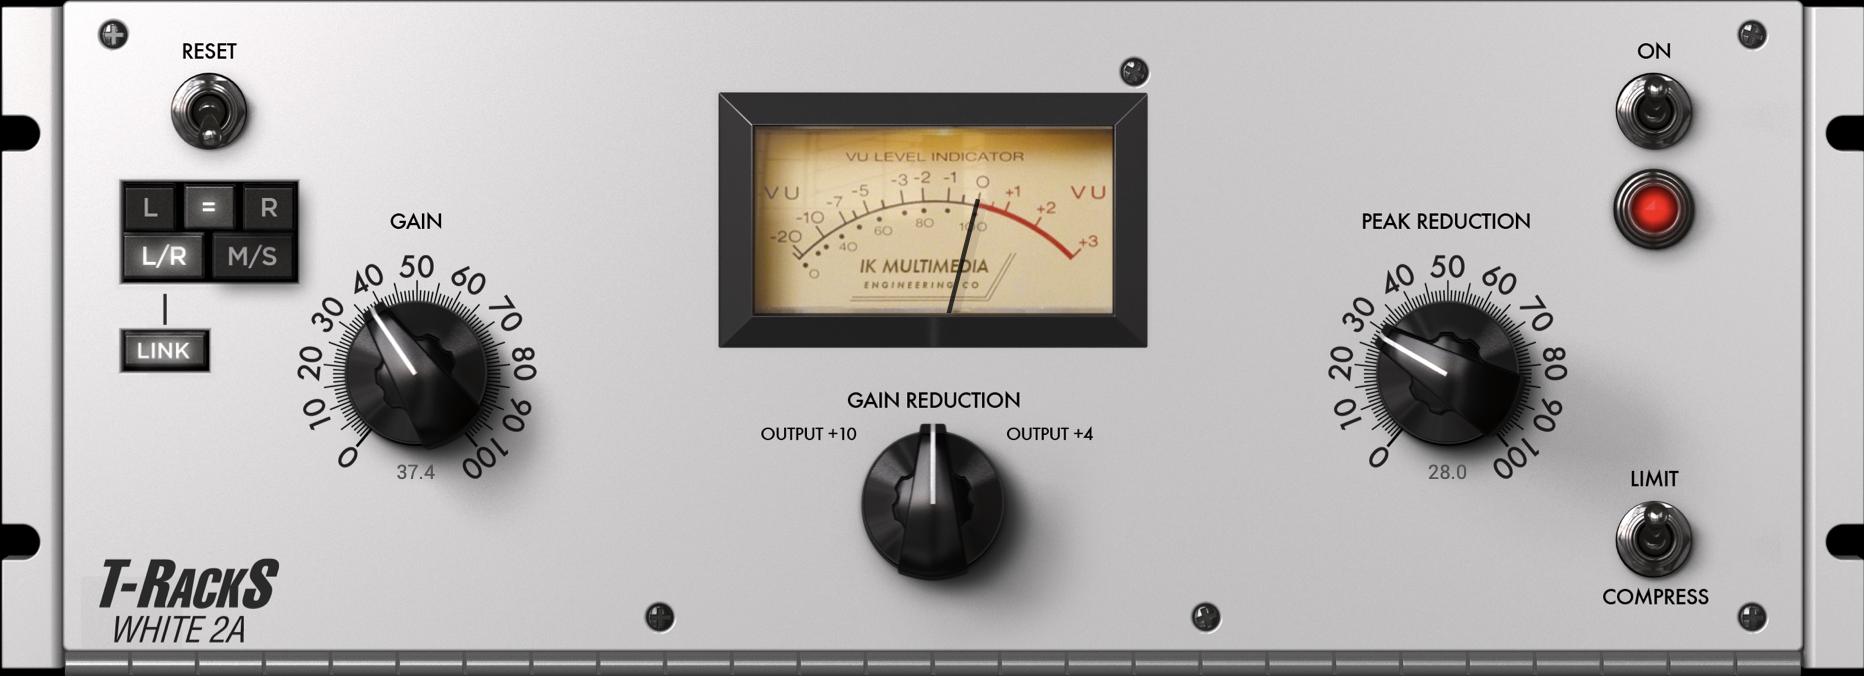 RESET
ON
L = R
L/R M/S
LINK
GAIN
0 10 20 30 40 50 60 70 80 90 100
37.4
VU LEVEL INDICATOR
VU VU
-20 -10 -7 -5 -3 -2 -1 0 +1 +2 +3
0 40 60 80 100
IK MULTIMEDIA
ENGINEERING CO
GAIN REDUCTION
OUTPUT +10 OUTPUT +4
PEAK REDUCTION
0 10 20 30 40 50 60 70 80 90 100
28.0
LIMIT
COMPRESS
T-RACKS
WHITE 2A